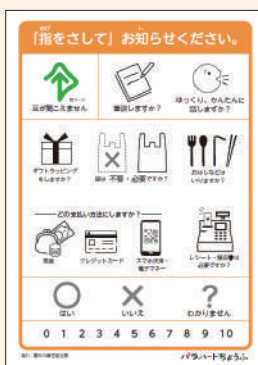 「指をさして」お知らせください。
耳が聞こえません
筆談しますか?
ゆっくり、かんたんに
話しますか?
ギフトラッピング
をしますか?
袋は 不要・必要ですか?
おはしなどは
いりますか?
どの支払い方法にしますか?
現金
クレジットカード
スマホ決済・
電子マネー
レシート・領収書は
必要ですか?
はい
いいえ
わかりません
0 1 2 3 4 5 6 7 8 9 10
パラハートちょうふ